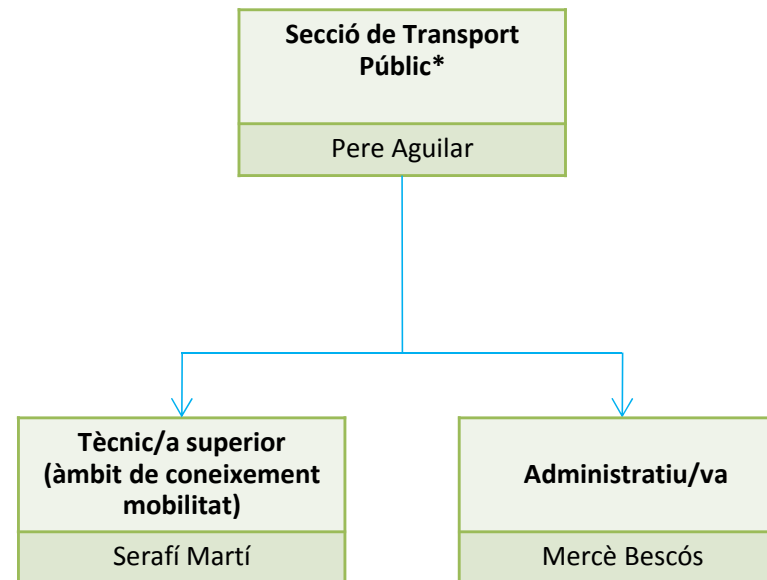 Secció de Transport
Públic*
Pere Aguilar
Tècnic/a superior
(àmbit de coneixement
mobilitat)
Serafí Martí
Administratiu/va
Mercè Bescós